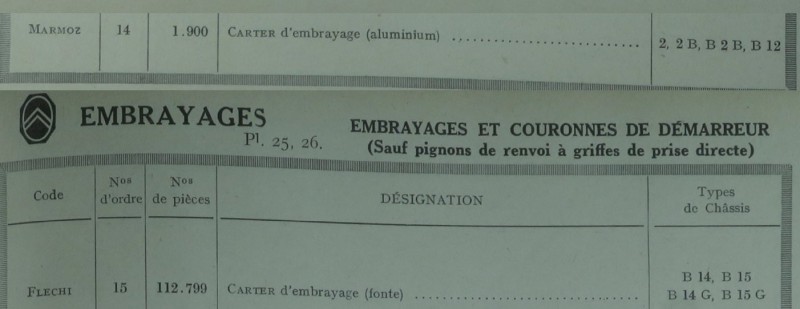 MARMOZ 14 1.900 CARTER d'embrayage (aluminium) ........................... 2, 2 B, B 2 B, B 12
EMBRAYAGES
Pl. 25, 26.
EMBRAYAGES ET COURONNES DE DÉMARREUR
(Sauf pignons de renvoi à griffes de prise directe)
Code Nos d'ordre Nos de pièces DÉSIGNATION Types de Châssis
B 14, B 15
FLECHI 15 112.799 CARTER d'embrayage (fonte) ................................. B 14 G, B 15 G